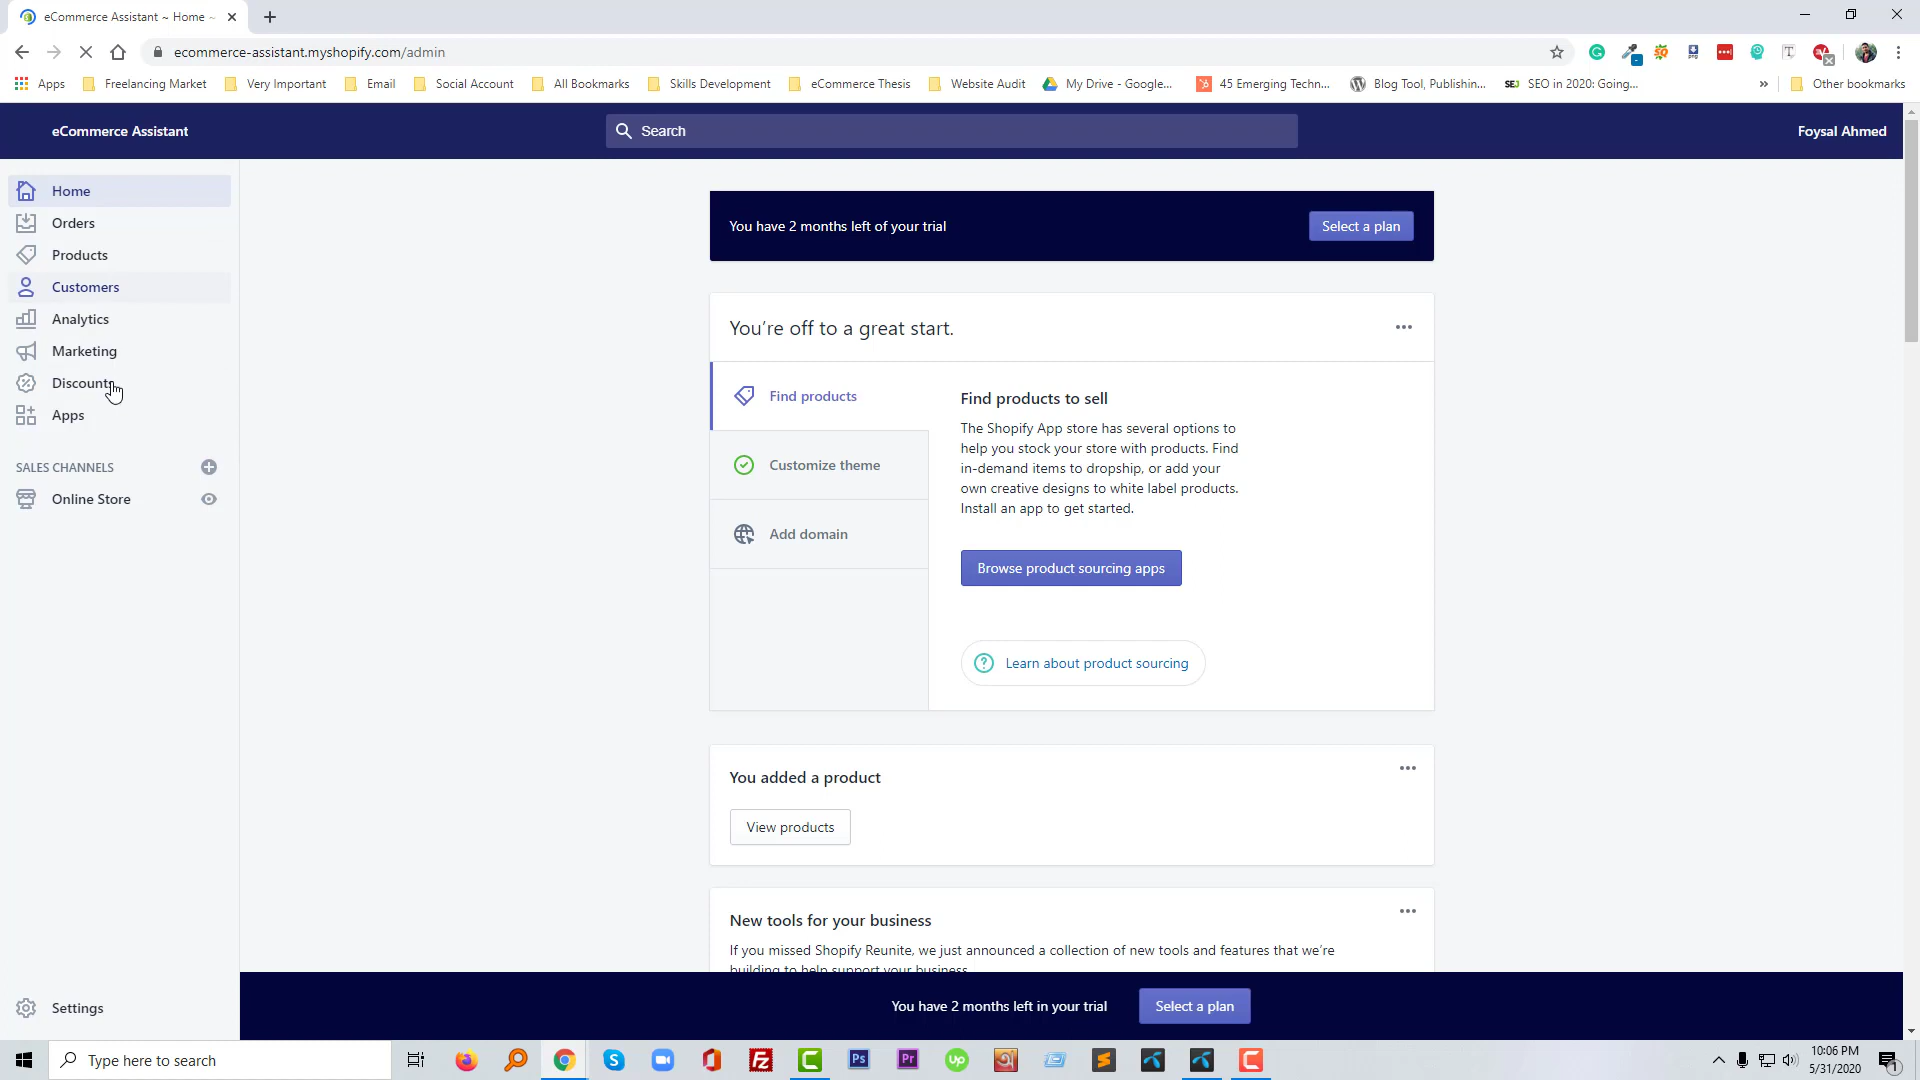 eCommerce Assistant ~ Home ~
ecommerce-assistant.myshopify.com/admin
Apps
Freelancing Market
Very Important
Email
Social Account
All Bookmarks
Skills Development
eCommerce Thesis
Website Audit
My Drive - Google...
45 Emerging Techn...
Blog Tool, Publishin...
SEJ
SEO in 2020: Going...
»
Other bookmarks
eCommerce Assistant
Search
Foysal Ahmed
Home
Orders
Products
Customers
Analytics
Marketing
Discounts
Apps
SALES CHANNELS
Online Store
Settings
You have 2 months left of your trial
Select a plan
You're off to a great start.
Find products
Customize theme
Add domain
Find products to sell
The Shopify App store has several options to
help you stock your store with products. Find
in-demand items to dropship, or add your
own creative designs to white label products.
Install an app to get started.
Browse product sourcing apps
Learn about product sourcing
You added a product
View products
New tools for your business
If you missed Shopify Reunite, we just announced a collection of new tools and features that we're
building to help support your business
You have 2 months left in your trial
Select a plan
Type here to search
Ps
Pr
10:06 PM
5/31/2020